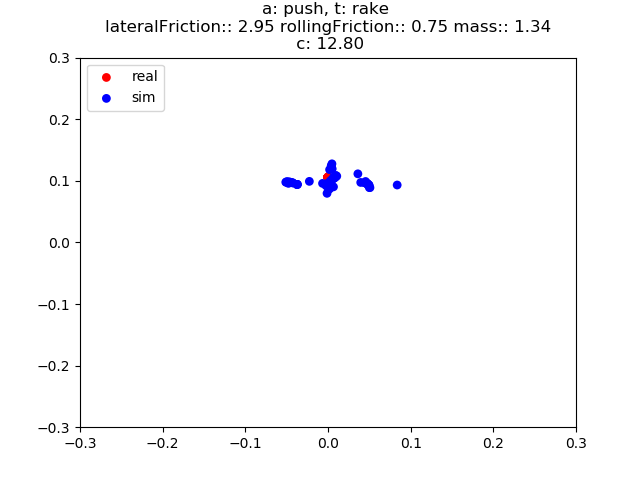 a: push, t: rake
lateralFriction:: 2.95 rollingFriction:: 0.75 mass:: 1.34
c: 12.80
real
sim
0.3
0.2
0.1
0.0
−0.1
−0.2
−0.3
−0.3 −0.2 −0.1 0.0 0.1 0.2 0.3